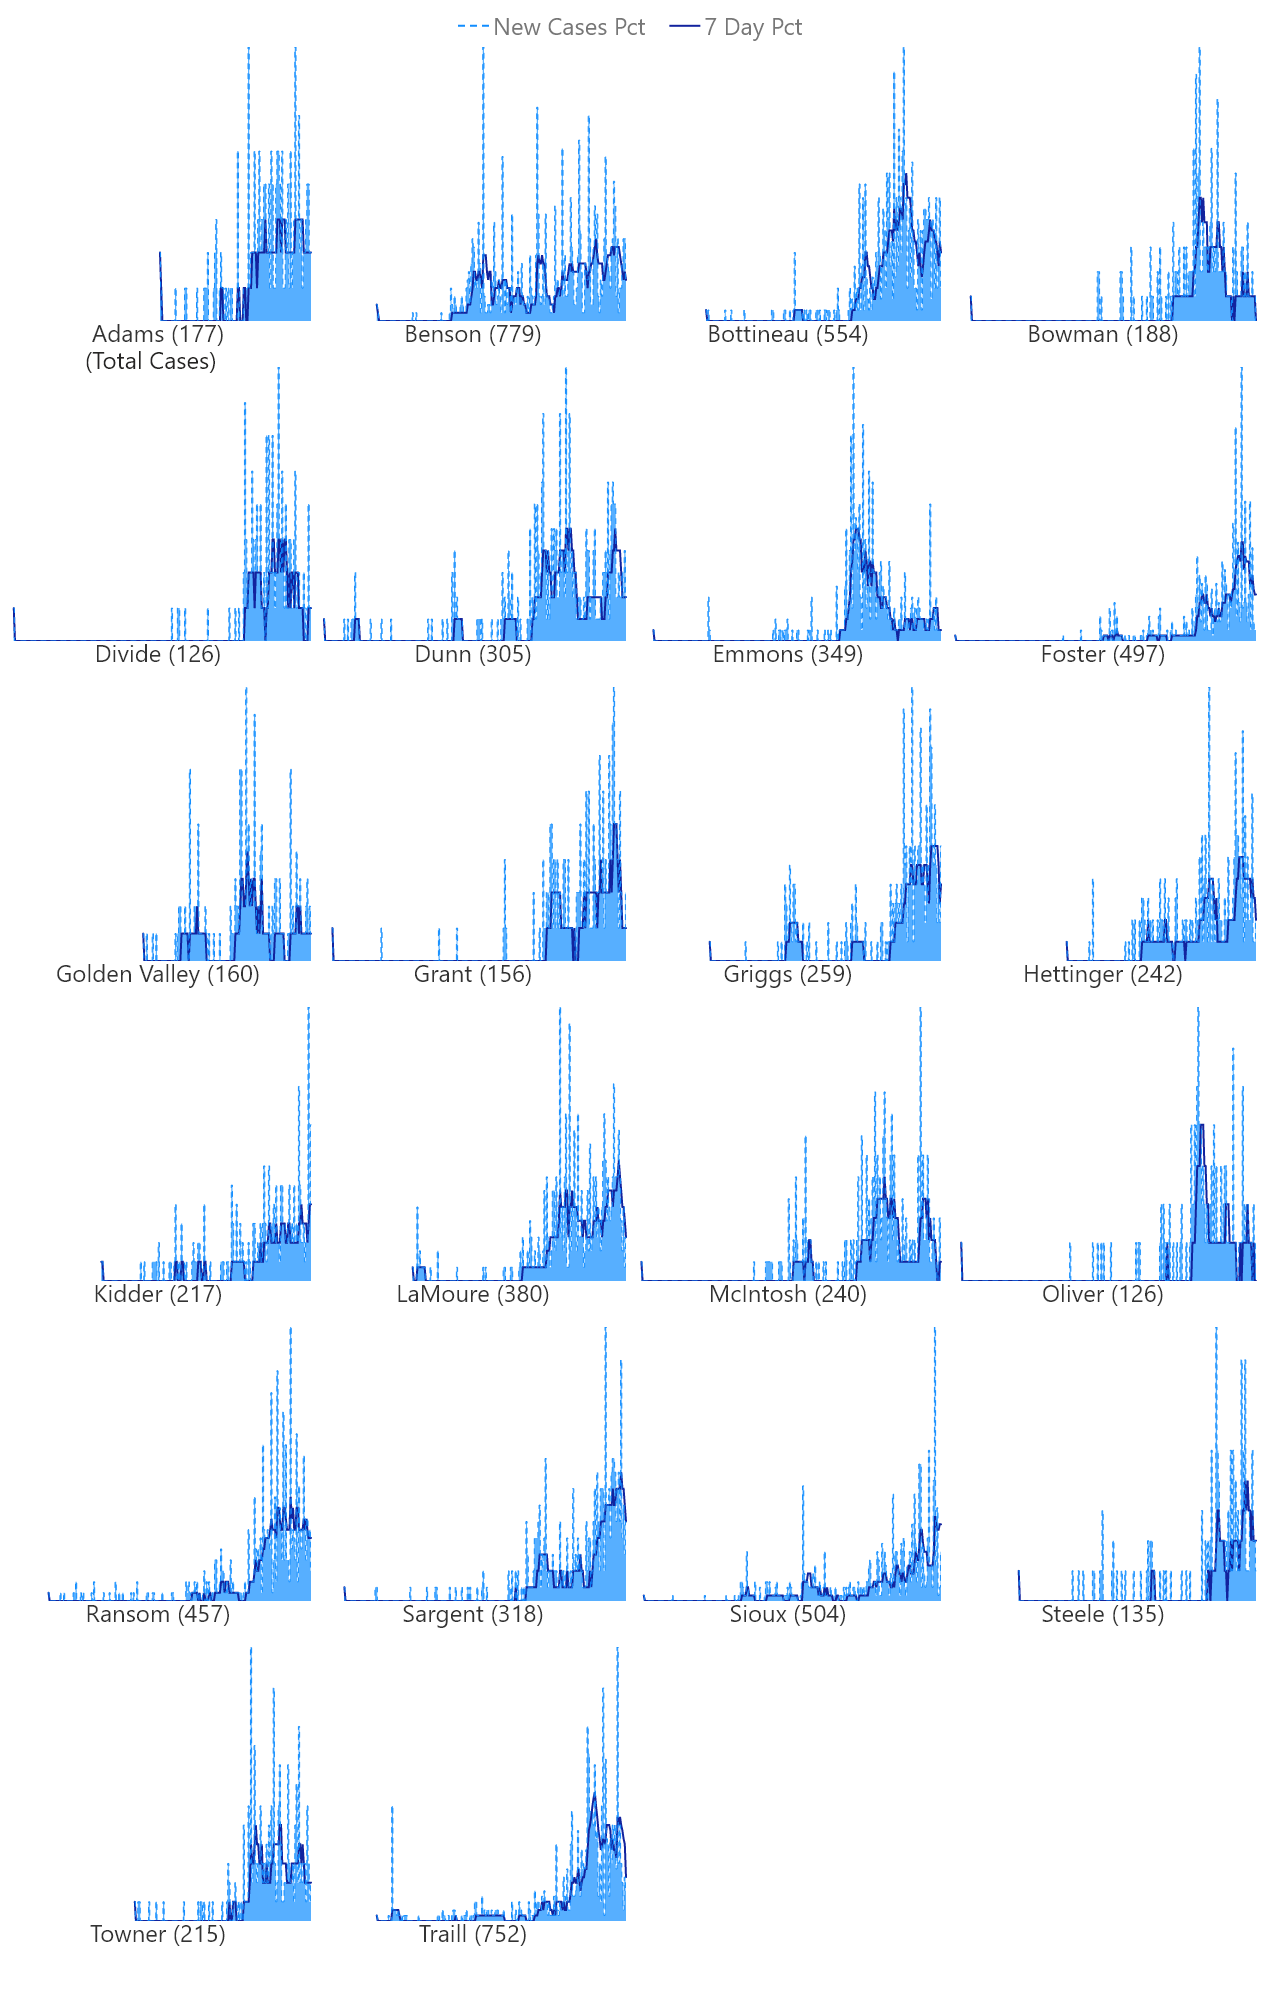 New Cases Pct 7 Day Pct
Adams (177)
(Total Cases)
Benson (779)
Bottineau (554)
Bowman (188)
Divide (126)
Dunn (305)
Emmons (349)
Foster (497)
Golden Valley (160)
Grant (156)
Griggs (259)
Hettinger (242)
Kidder (217)
LaMoure (380)
McIntosh (240)
Oliver (126)
Ransom (457)
Sargent (318)
Sioux (504)
Steele (135)
Towner (215)
Traill (752)